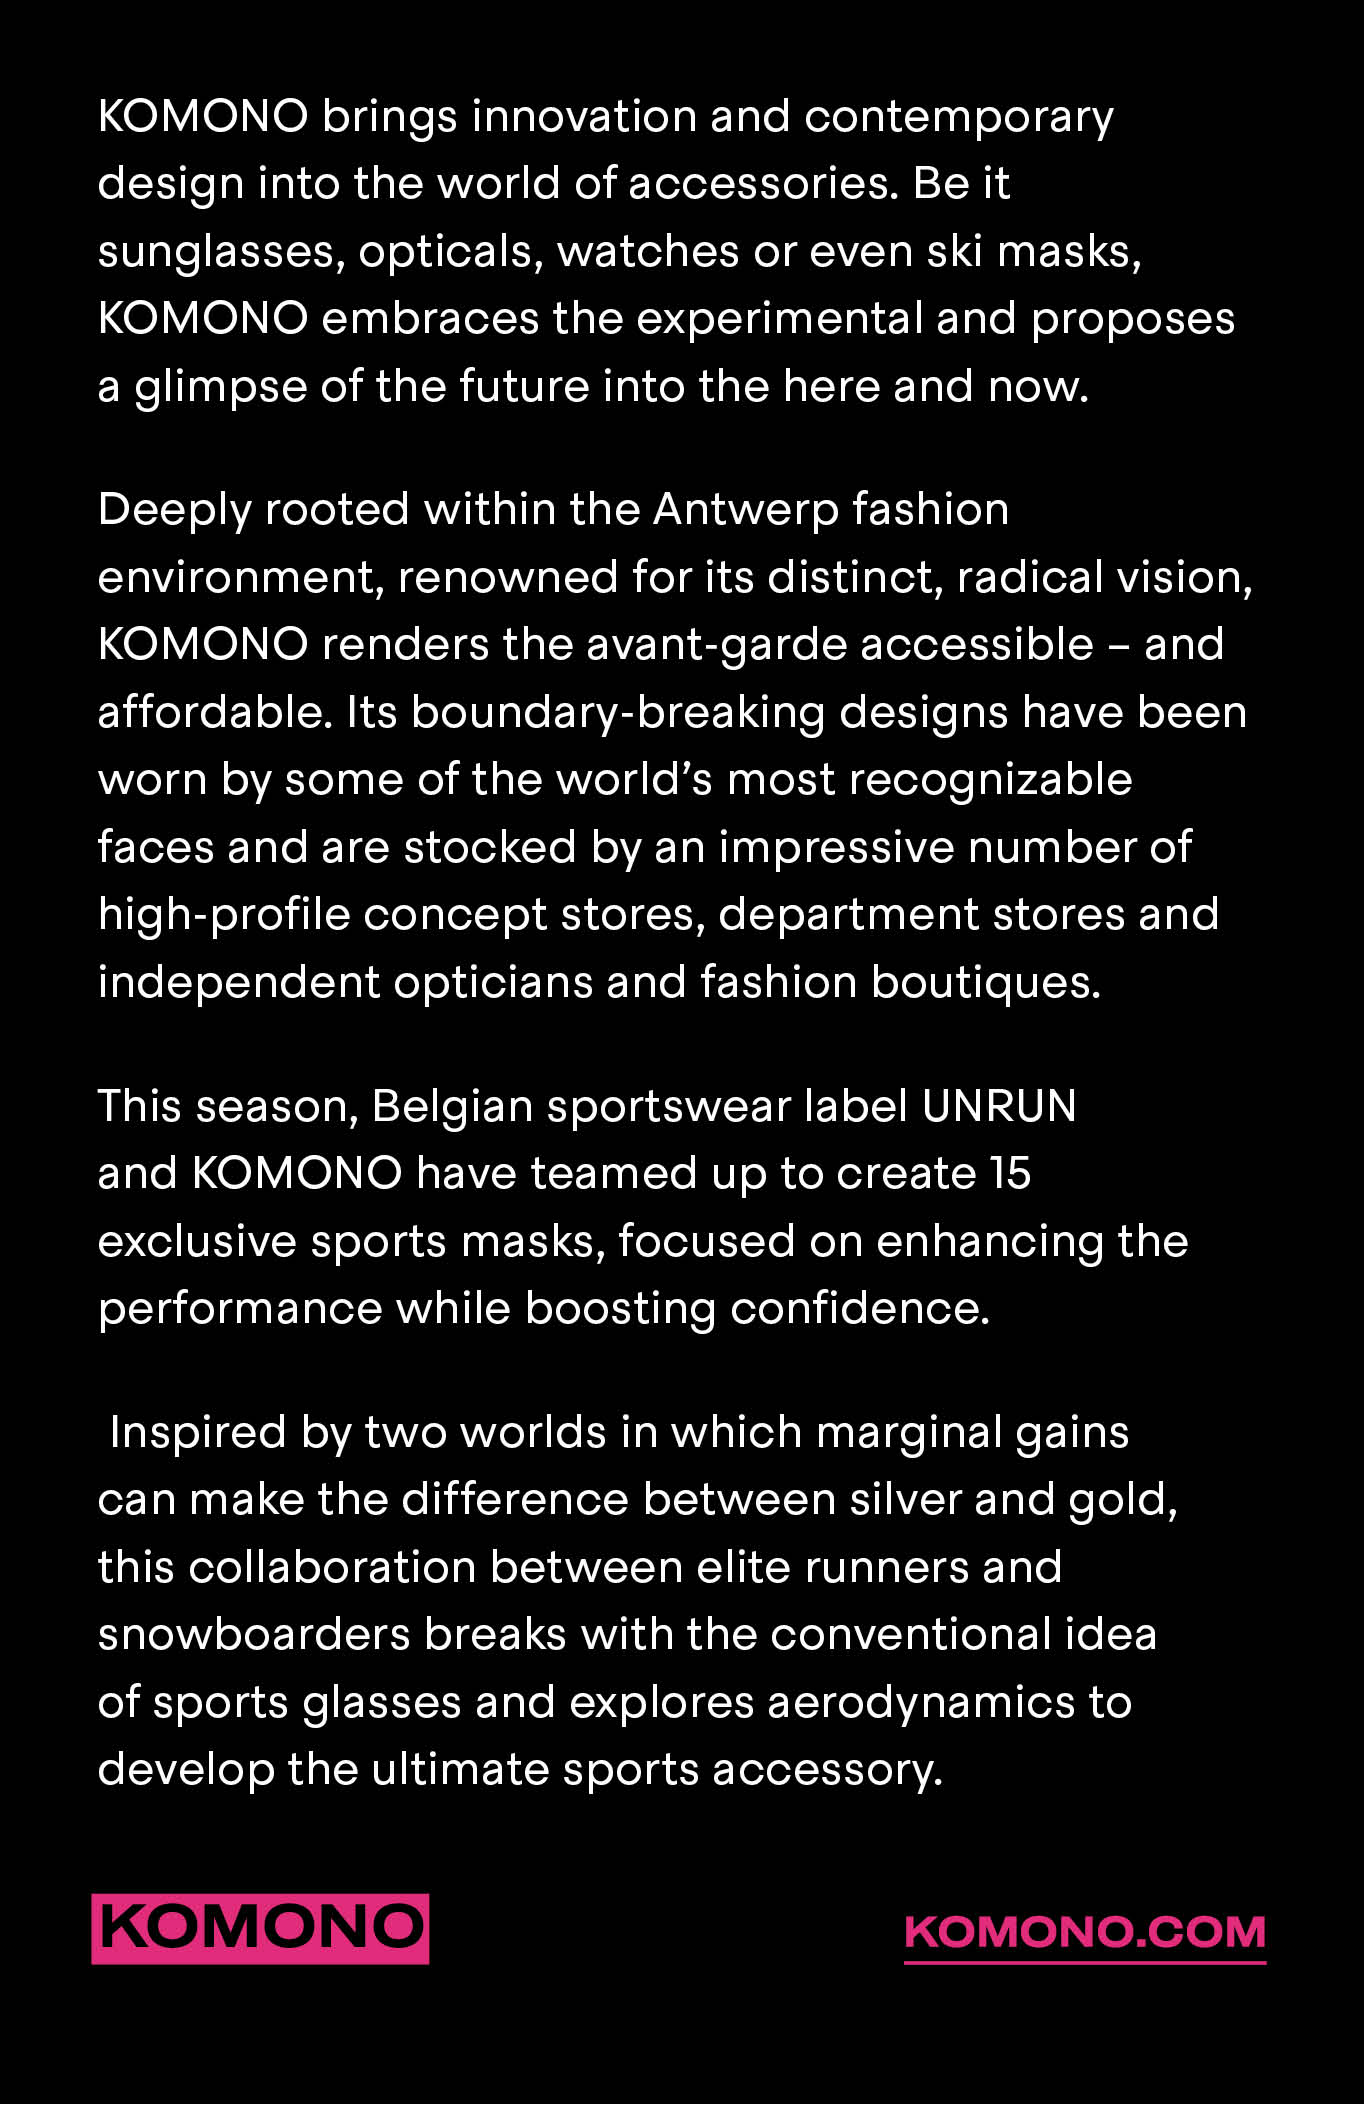 KOMONO brings innovation and contemporary
design into the world of accessories. Be it
sunglasses, opticals, watches or even ski masks,
KOMONO embraces the experimental and proposes
a glimpse of the future into the here and now.
Deeply rooted within the Antwerp fashion
environment, renowned for its distinct, radical vision,
KOMONO renders the avant-garde accessible – and
affordable. Its boundary-breaking designs have been
worn by some of the world’s most recognizable
faces and are stocked by an impressive number of
high-profile concept stores, department stores and
independent opticians and fashion boutiques.
This season, Belgian sportswear label UNRUN
and KOMONO have teamed up to create 15
exclusive sports masks, focused on enhancing the
performance while boosting confidence.
Inspired by two worlds in which marginal gains
can make the difference between silver and gold,
this collaboration between elite runners and
snowboarders breaks with the conventional idea
of sports glasses and explores aerodynamics to
develop the ultimate sports accessory.
KOMONO
KOMONO.COM